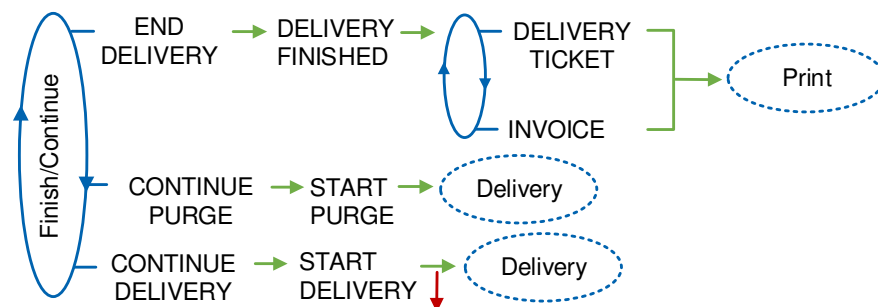 END
DELIVERY
DELIVERY
FINISHED
DELIVERY
TICKET
INVOICE
Print
Finish/Continue
CONTINUE
PURGE
START
PURGE
Delivery
CONTINUE
DELIVERY
START
DELIVERY
Delivery